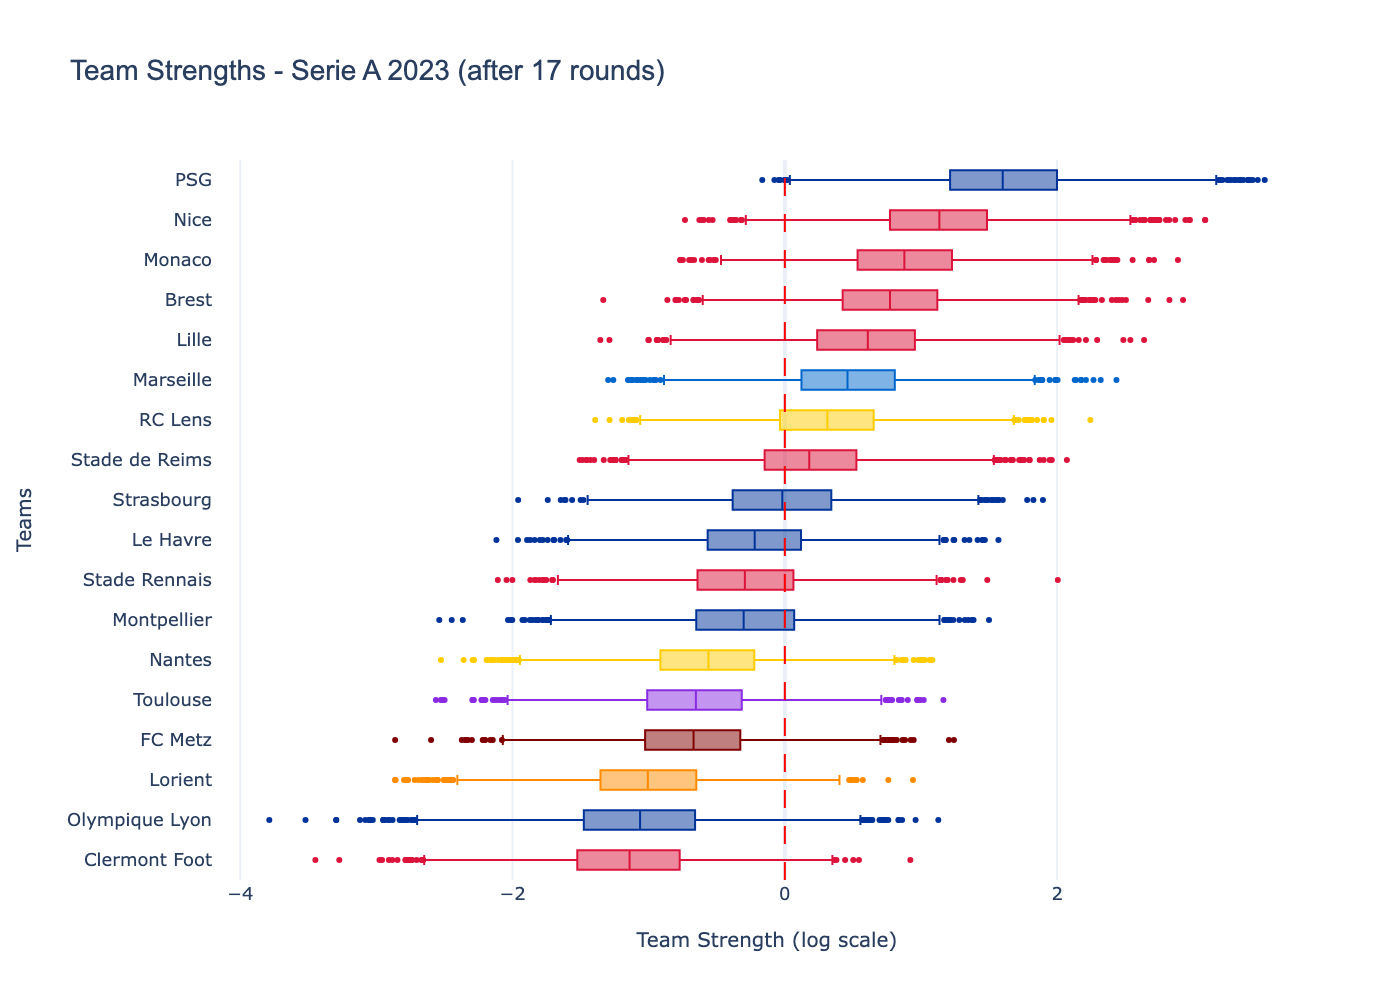 Team Strengths - Serie A 2023 (after 17 rounds)
PSG
Nice
Monaco
Brest
Lille
Marseille
RC Lens
Stade de Reims
Strasbourg
Le Havre
Stade Rennais
Montpellier
Nantes
Toulouse
FC Metz
Lorient
Olympique Lyon
Clermont Foot
Teams
−4 −2 0 2
Team Strength (log scale)